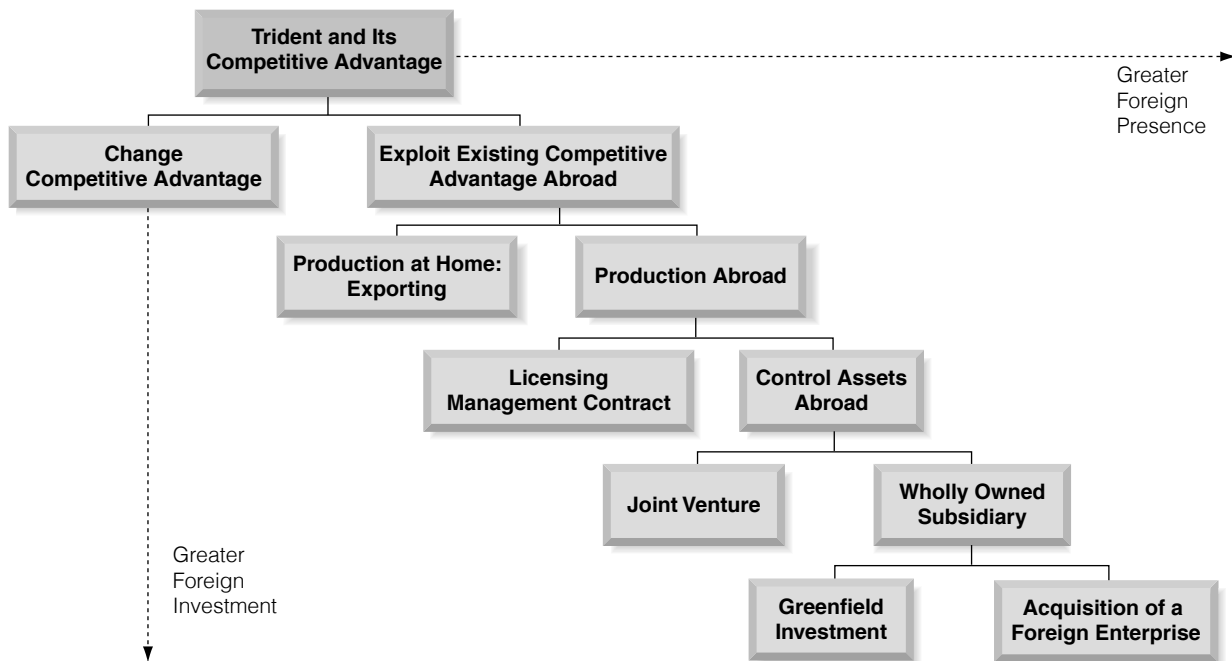 Trident and Its
Competitive Advantage
Greater
Foreign
Presence
Change
Competitive Advantage
Exploit Existing Competitive
Advantage Abroad
Production at Home:
Exporting
Production Abroad
Licensing
Management Contract
Control Assets
Abroad
Joint Venture
Wholly Owned
Subsidiary
Greater
Foreign
Investment
Greenfield
Investment
Acquisition of a
Foreign Enterprise